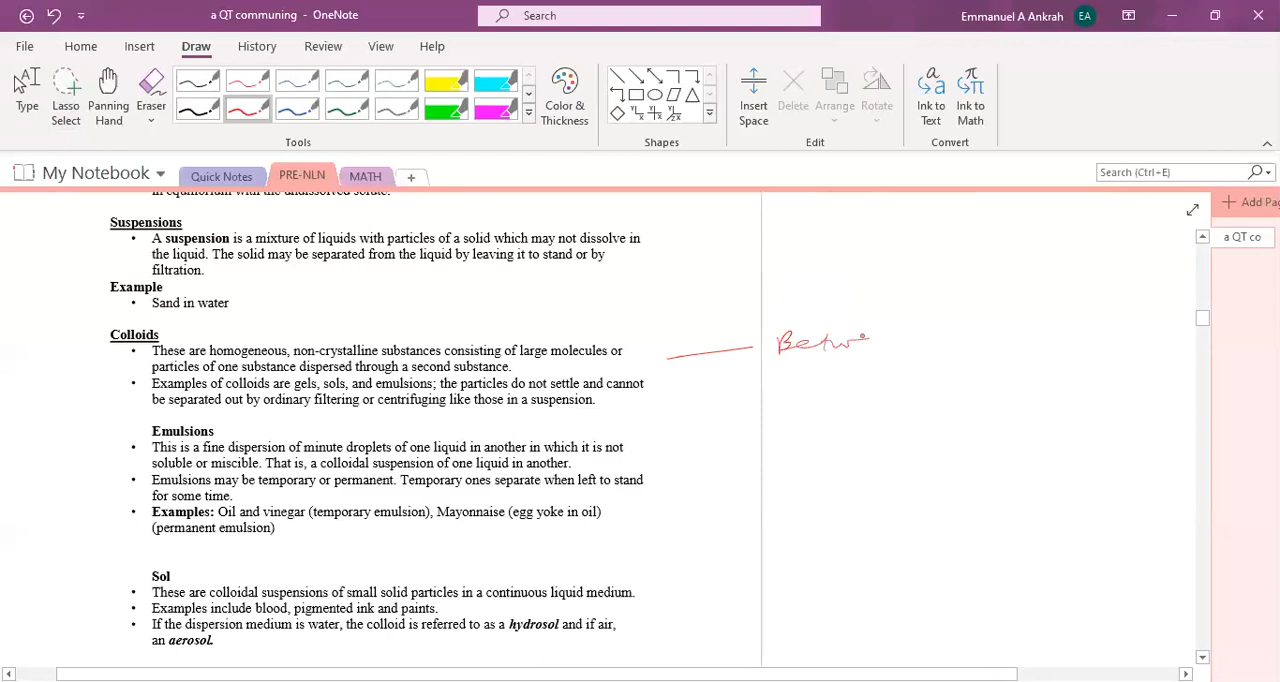 a QT communing - OneNote
Search
Emmanuel A Ankrah
EA
File
Home
Insert
Draw
History
Review
View
Help
Type
Lasso Select
Panning Hand
Eraser
Color & Thickness
Insert Space
Delete
Arrange
Rotate
Ink to Text
Ink to Math
Tools
Shapes
Edit
Convert
My Notebook
Quick Notes
PRE-NLN
MATH
Search (Ctrl+E)
Add Pag
a QT co
in equilibrium with the undissolved solute.
Suspensions
• A suspension is a mixture of liquids with particles of a solid which may not dissolve in
the liquid. The solid may be separated from the liquid by leaving it to stand or by
filtration.
Example
• Sand in water
Colloids
• These are homogeneous, non-crystalline substances consisting of large molecules or
particles of one substance dispersed through a second substance.
• Examples of colloids are gels, sols, and emulsions; the particles do not settle and cannot
be separated out by ordinary filtering or centrifuging like those in a suspension.
Emulsions
• This is a fine dispersion of minute droplets of one liquid in another in which it is not
soluble or miscible. That is, a colloidal suspension of one liquid in another.
• Emulsions may be temporary or permanent. Temporary ones separate when left to stand
for some time.
• Examples: Oil and vinegar (temporary emulsion), Mayonnaise (egg yoke in oil)
(permanent emulsion)
Sol
• These are colloidal suspensions of small solid particles in a continuous liquid medium.
• Examples include blood, pigmented ink and paints.
• If the dispersion medium is water, the colloid is referred to as a hydrosol and if air,
an aerosol.